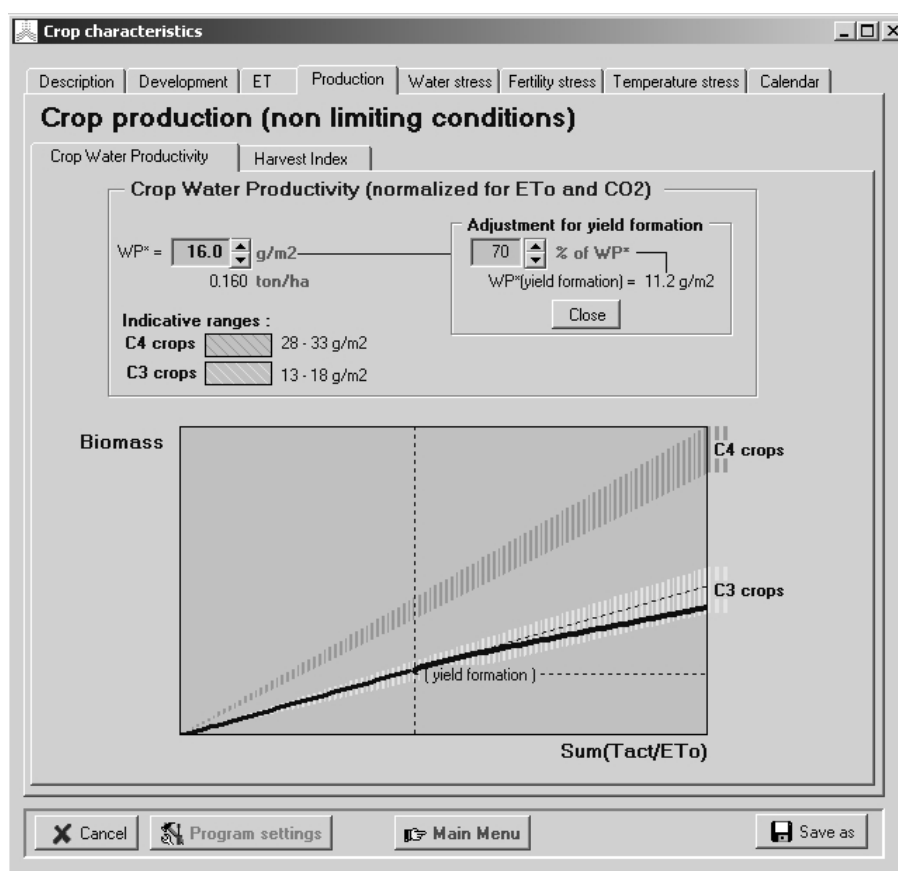 Crop characteristics
Description Development ET Production Water stress Fertility stress Temperature stress Calendar
Crop production (non limiting conditions)
Crop Water Productivity Harvest Index
Crop Water Productivity (normalized for ETo and CO2)
Adjustment for yield formation
WP* = 16.0 g/m2 70 % of WP*
0.160 ton/ha WP*(yield formation) = 11.2 g/m2
Close
Indicative ranges :
C4 crops 28 - 33 g/m2
C3 crops 13 - 18 g/m2
Biomass
C4 crops
C3 crops
( yield formation )
Sum(Tact/ETo)
Cancel Program settings Main Menu Save as